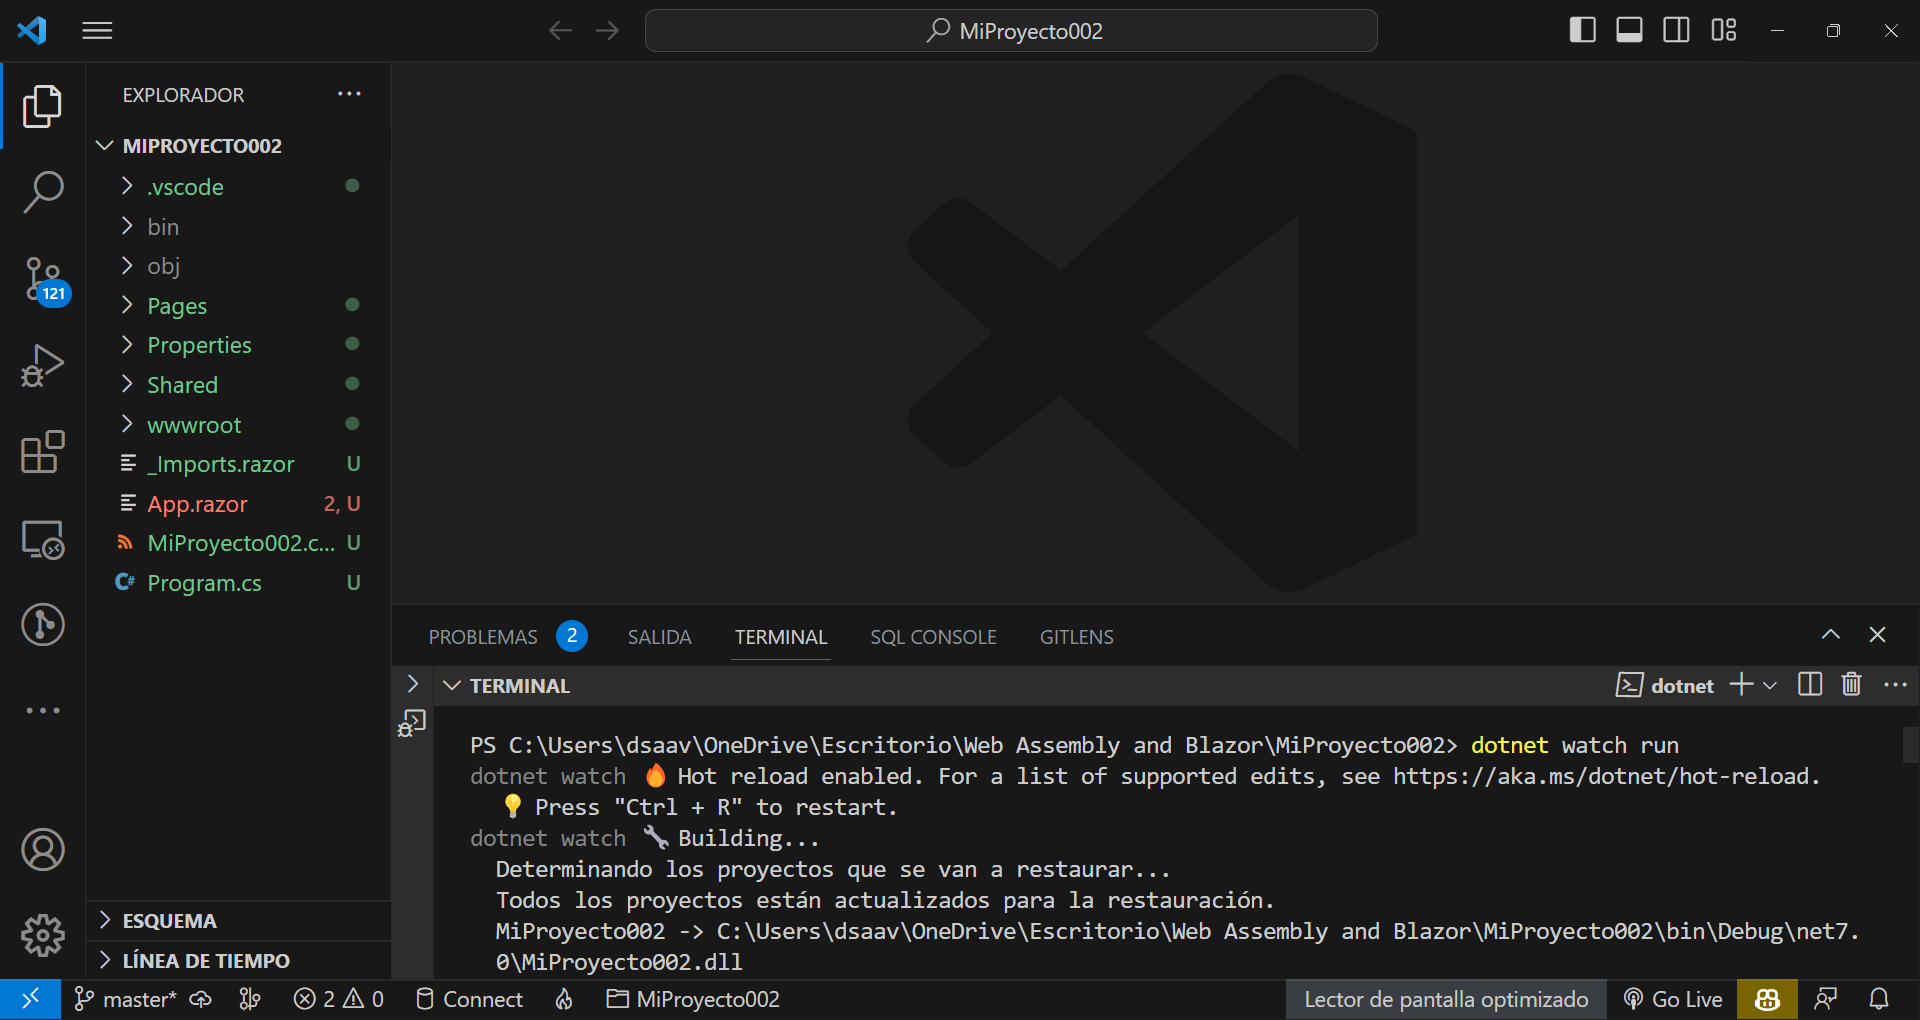 MiProyecto002
EXPLORADOR
MIPROYECTO002
.vscode
bin
obj
Pages
Properties
Shared
wwwroot
_Imports.razor U
App.razor 2, U
MiProyecto002.c... U
Program.cs U
121
ESQUEMA
LÍNEA DE TIEMPO
PROBLEMAS 2 SALIDA TERMINAL SQL CONSOLE GITLENS
TERMINAL dotnet
PS C:\Users\dsaav\OneDrive\Escritorio\Web Assembly and Blazor\MiProyecto002> dotnet watch run
dotnet watch 🔥 Hot reload enabled. For a list of supported edits, see https://aka.ms/dotnet/hot-reload.
💡 Press "Ctrl + R" to restart.
dotnet watch 🔧 Building...
Determinando los proyectos que se van a restaurar...
Todos los proyectos están actualizados para la restauración.
MiProyecto002 -> C:\Users\dsaav\OneDrive\Escritorio\Web Assembly and Blazor\MiProyecto002\bin\Debug\net7.
0\MiProyecto002.dll
master* 2 0 Connect MiProyecto002 Lector de pantalla optimizado Go Live